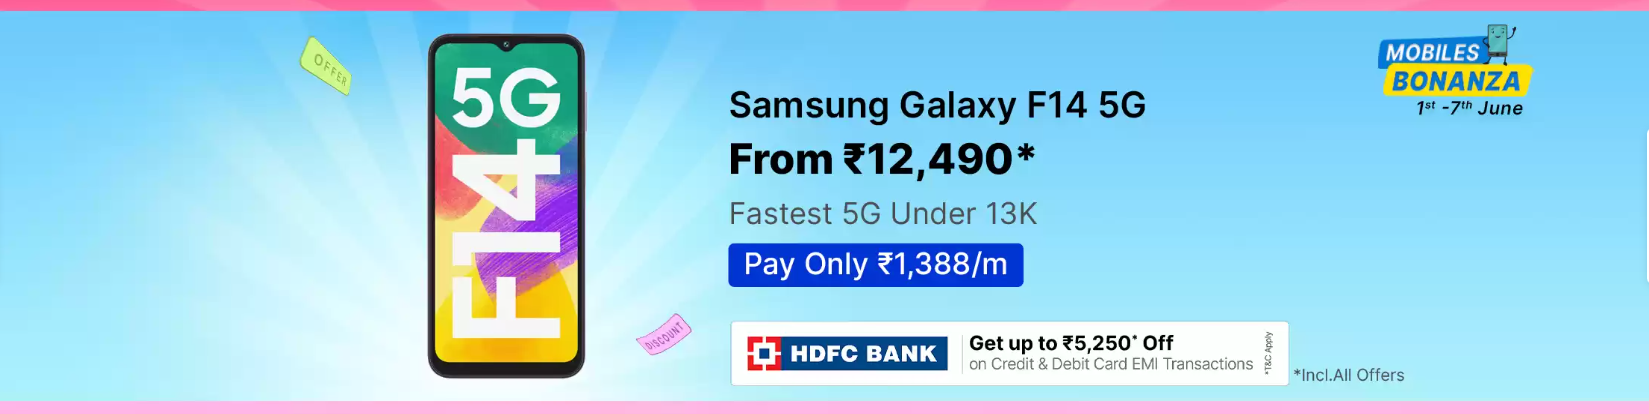 OFFER
5G
F14
DISCOUNT
Samsung Galaxy F14 5G
From ₹12,490*
Fastest 5G Under 13K
Pay Only ₹1,388/m
HDFC BANK
Get up to ₹5,250* Off
on Credit & Debit Card EMI Transactions
*T&C Apply
*Incl.All Offers
MOBILES
BONANZA
1st -7th June